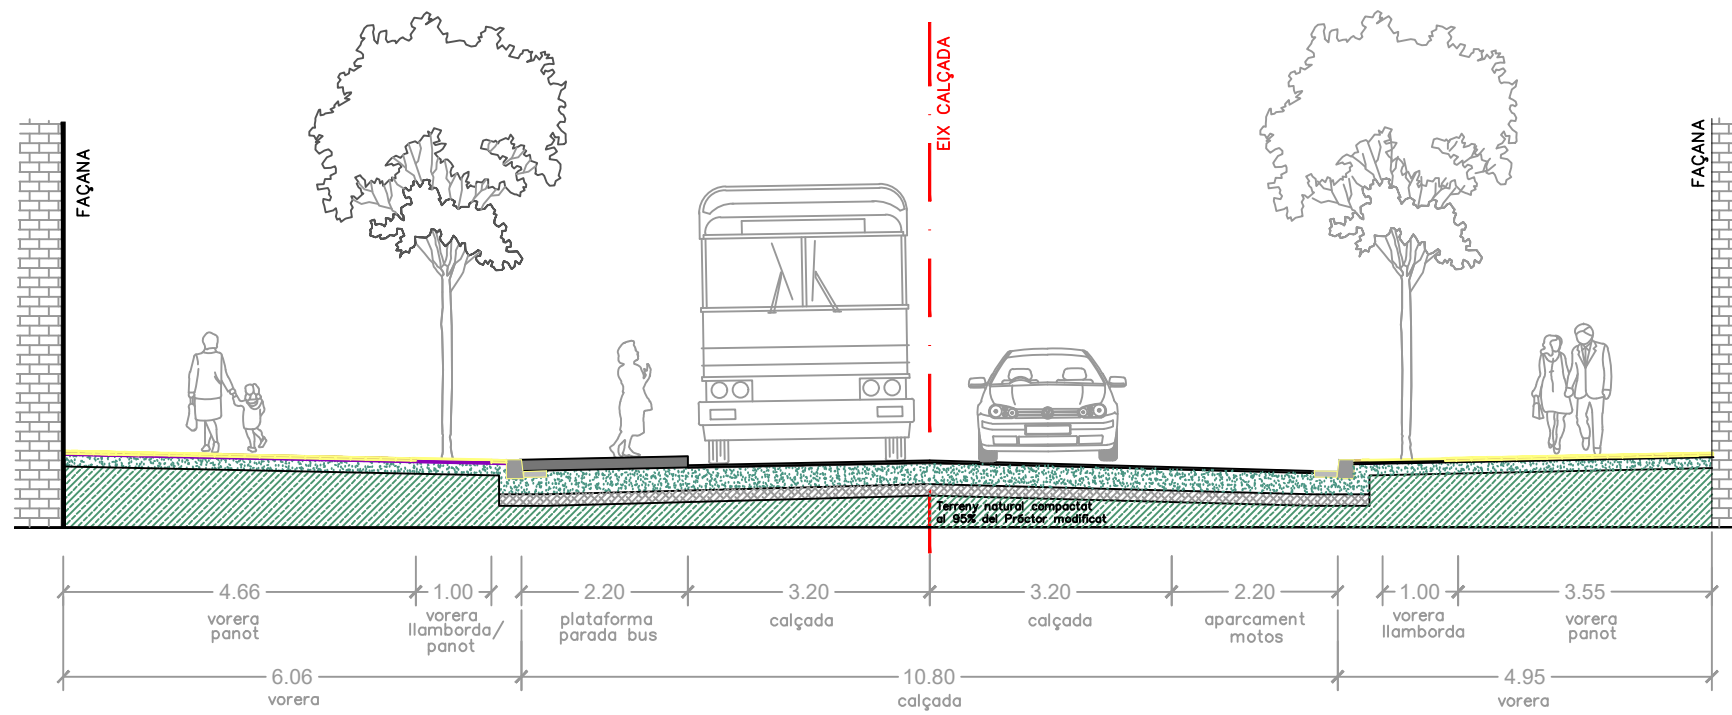 EIX CALÇADA
FAÇANA
FAÇANA
Terreny natural compactat
al 95% del Próctor modificat
4.66
1.00
2.20
3.20
3.20
2.20
1.00
3.55
vorera
panot
vorera
llamborda/
panot
plataforma
parada bus
calçada
calçada
aparcament
motos
vorera
llamborda
vorera
panot
6.06
10.80
4.95
vorera
calçada
vorera